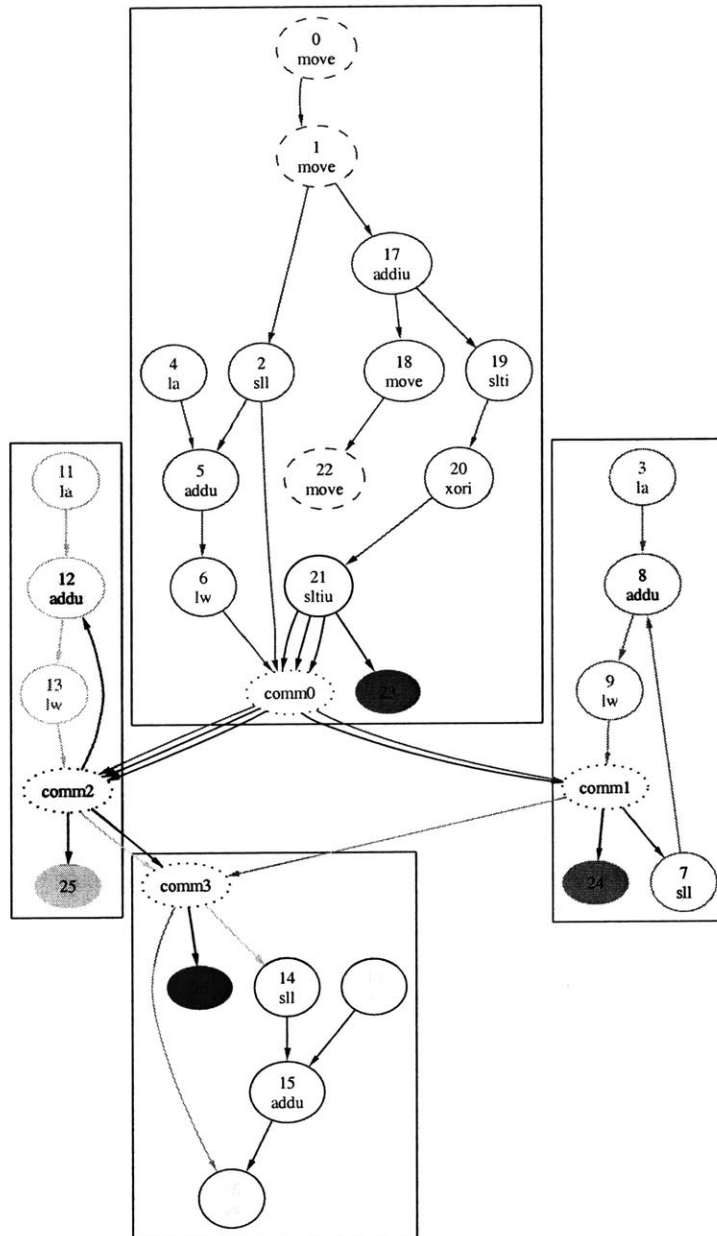 0
move
1
move
17
addiu
4
la
2
sll
18
move
19
slti
11
la
5
addu
22
move
20
xori
3
la
12
addu
6
lw
21
sltiu
8
addu
13
lw
comm0
23
9
lw
comm2
comm1
25
comm3
24
7
sll
14
sll
15
addu